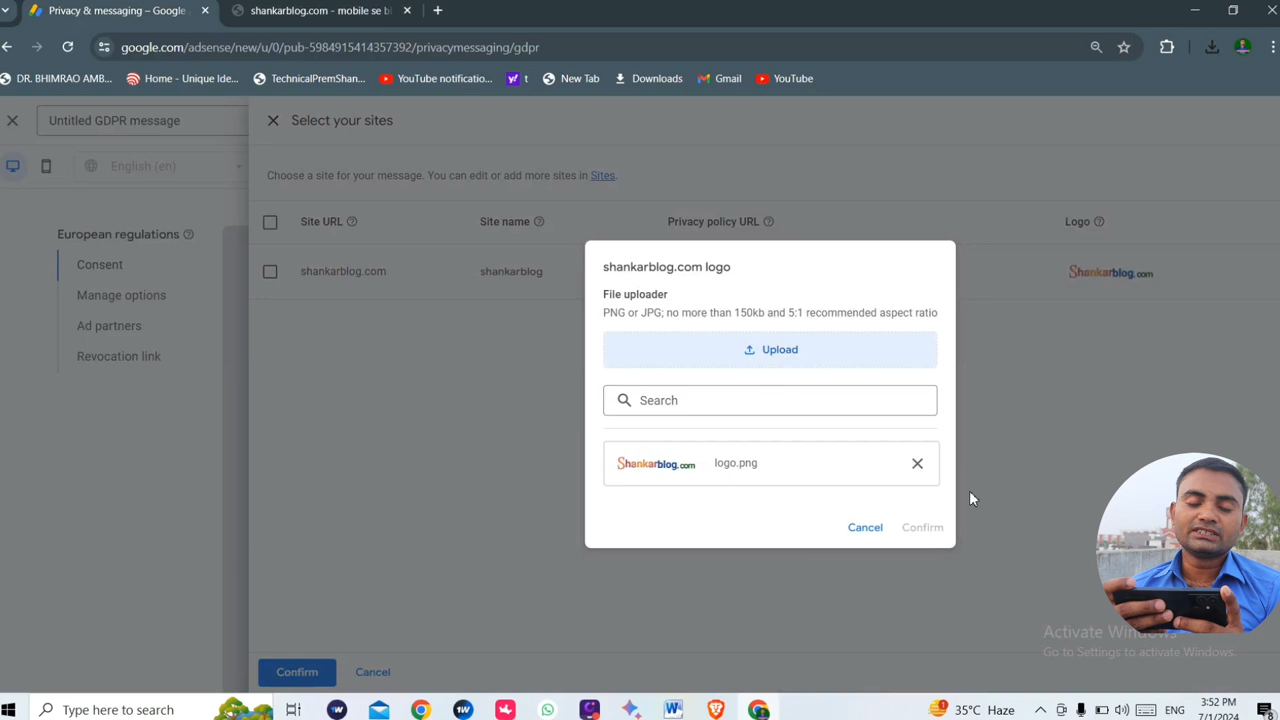 Privacy & messaging – Google
shankarblog.com - mobile se bl
google.com/adsense/new/u/0/pub-5984915414357392/privacymessaging/gdpr
DR. BHIMRAO AMB...
Home - Unique Ide...
TechnicalPremShan...
YouTube notificatio...
t
New Tab
Downloads
Gmail
YouTube
Untitled GDPR message
Select your sites
English (en)
Choose a site for your message. You can edit or add more sites in Sites.
European regulations
Consent
Manage options
Ad partners
Revocation link
Site URL
Site name
Privacy policy URL
Logo
shankarblog.com
shankarblog
Shankarblog.com
shankarblog.com logo
File uploader
PNG or JPG; no more than 150kb and 5:1 recommended aspect ratio
Upload
Search
Shankarblog.com
logo.png
Cancel
Confirm
Activate Windows
Go to Settings to activate Windows.
Confirm
Cancel
Type here to search
35°C Haze
ENG
3:52 PM
7/1/2024